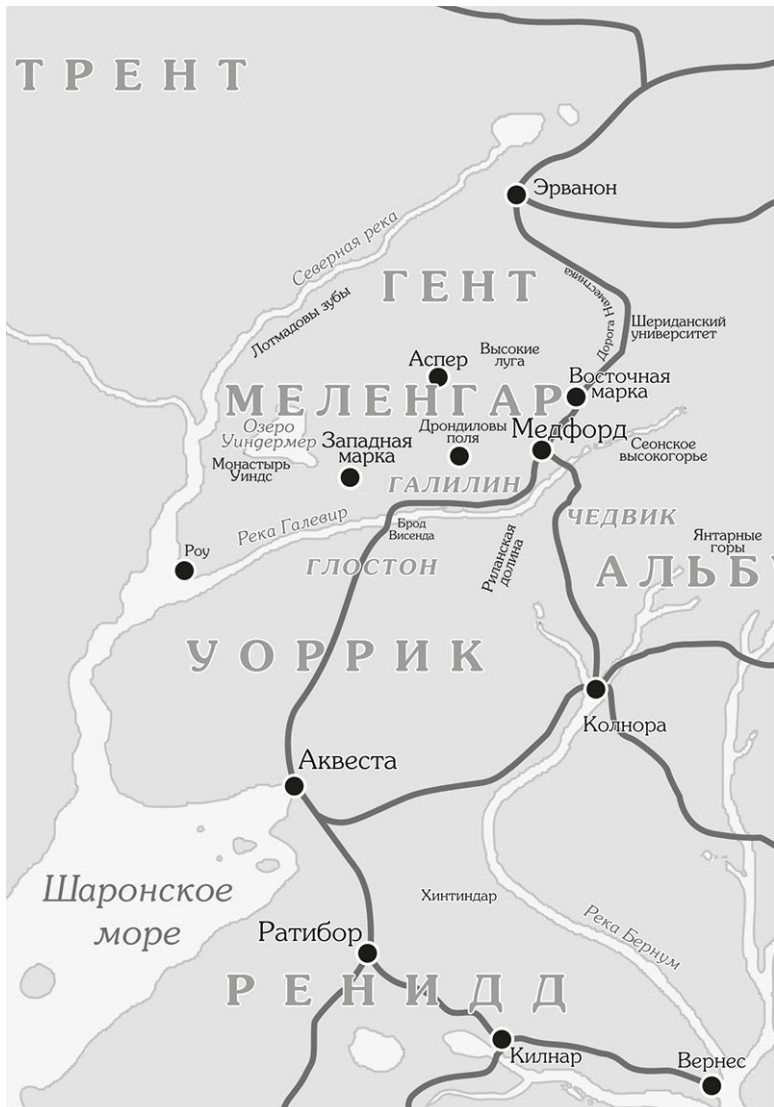 ТРЕНТ
Эрванон
Северная река
ГЕНТ
Дорога Наместника
Лотмадовы зубы
Шериданский
университет
Аспер
Высокие
луга
Восточная
марка
МЕЛЕНГАР
Озеро
Уиндермер
Западная
марка
Дрондиловы
поля
Медфорд
Сеонское
высокогорье
Монастырь
Уиндс
ГАЛИЛИН
Река Галевир
Брод
Висенда
ЧЕДВИК
Янтарные
горы
Роу
ГЛОСТОН
Риланская
долина
АЛЬБ
УОРРИК
Колнора
Аквеста
Шаронское
море
Хинтиндар
Река Бернум
Ратибор
РЕНИДД
Килнар
Вернес